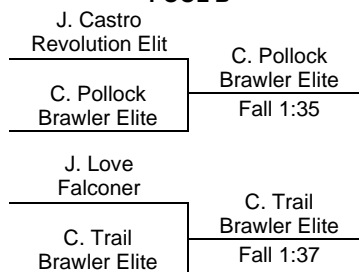 J. Castro
Revolution Elit
C. Pollock
Brawler Elite
C. Pollock
Brawler Elite
Fall 1:35
J. Love
Falconer
C. Trail
Brawler Elite
C. Trail
Brawler Elite
Fall 1:37